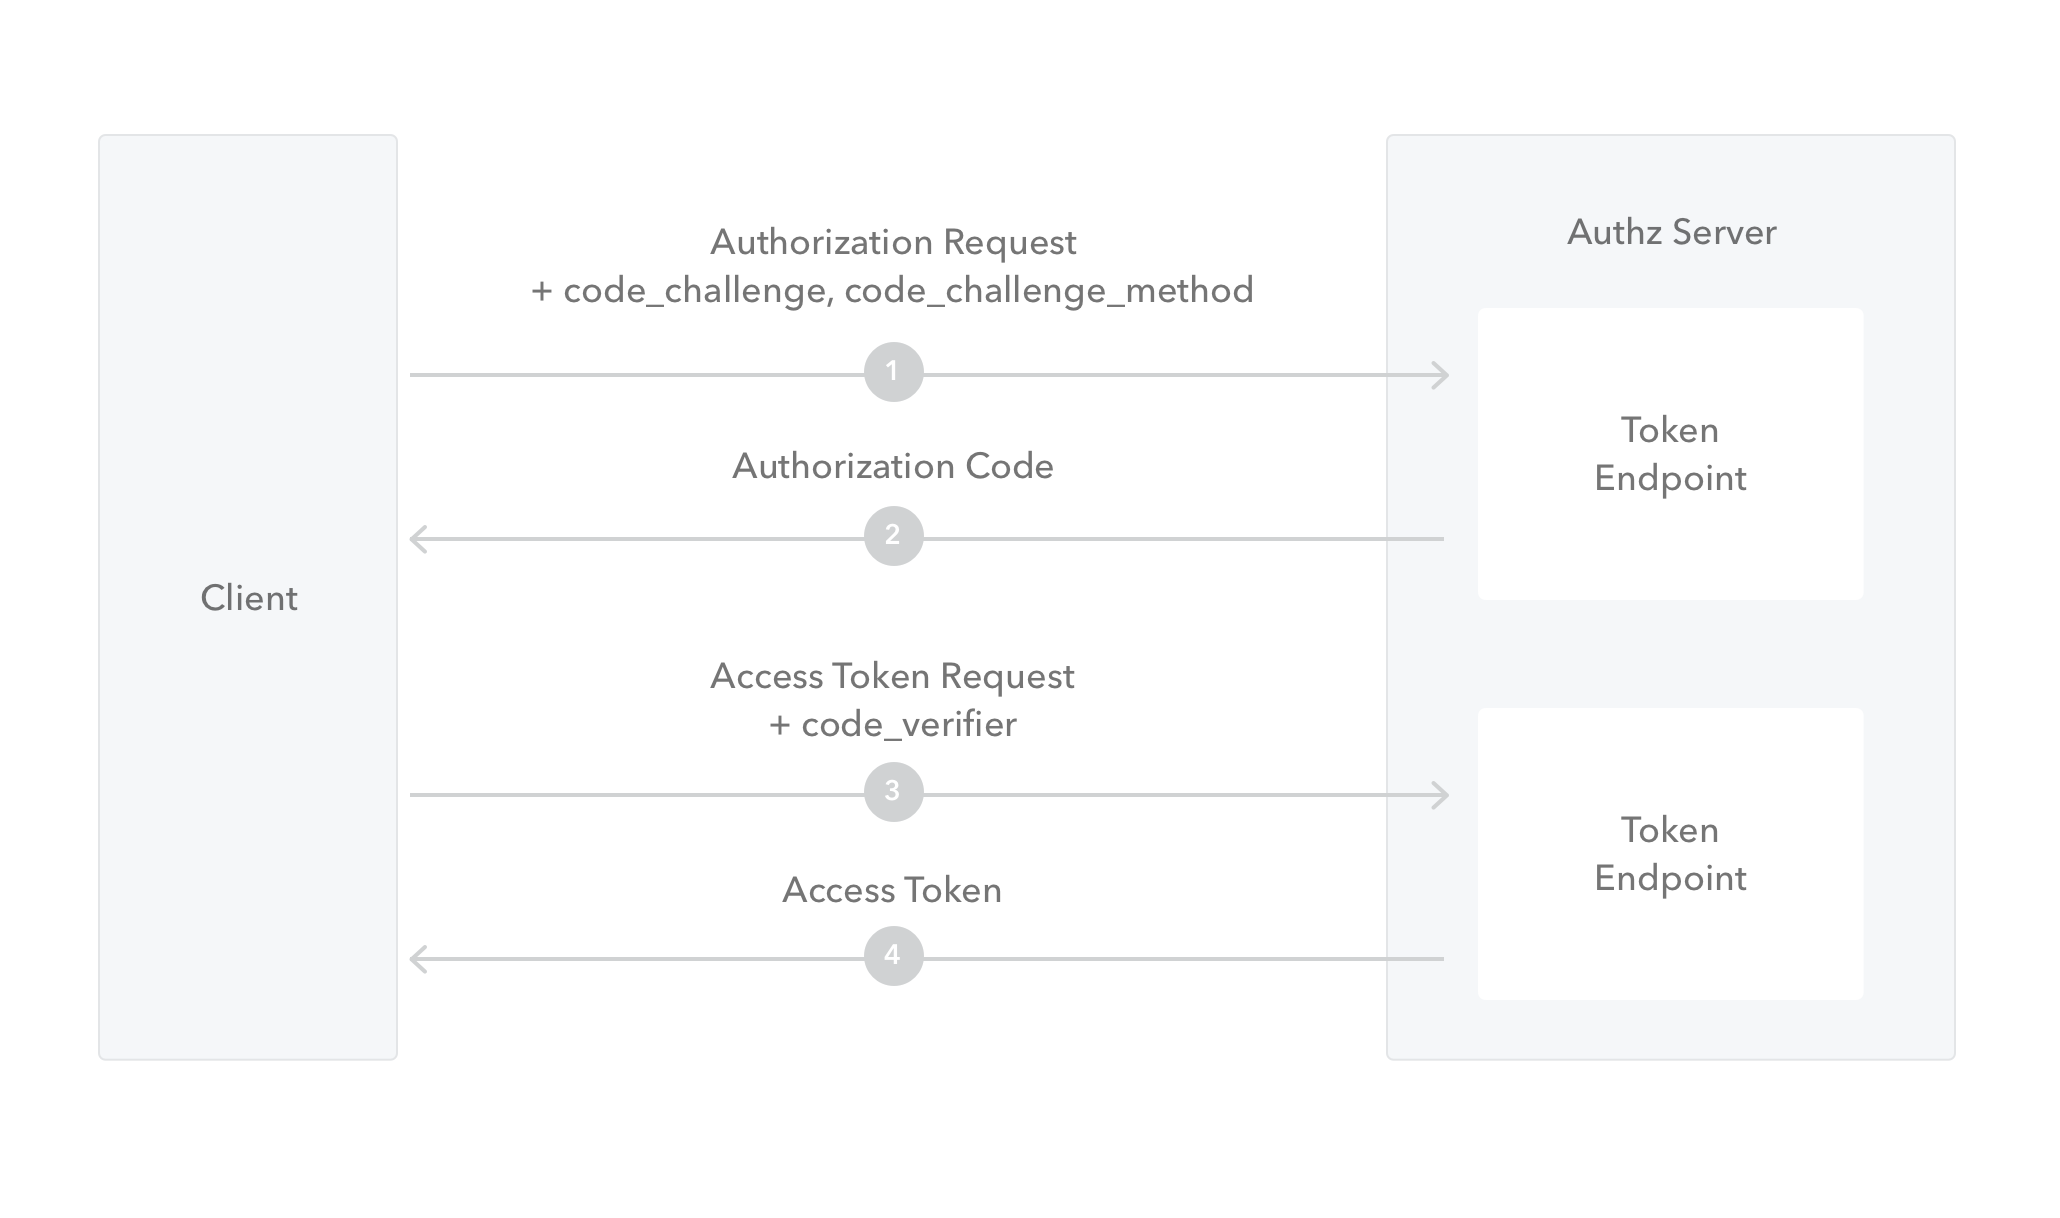 Client
Authorization Request
+ code_challenge, code_challenge_method
1
Authorization Code
2
Access Token Request
+ code_verifier
3
Access Token
4
Authz Server
Token
Endpoint
Token
Endpoint